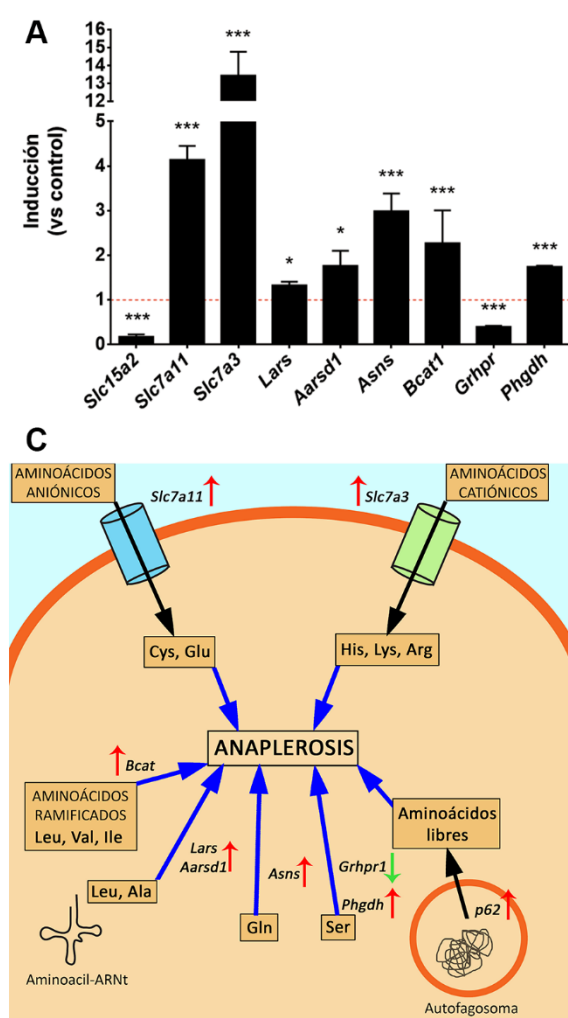 A
Inducción
(vs control)
16
15
14
13
12
5
4
3
2
1
0
***
***
***
*
*
***
***
***
***
Slc15a2
Slc7a11
Slc7a3
Lars
Aarsd1
Asns
Bcat1
Grhpr
Phgdh
C
AMINOÁCIDOS
ANIÓNICOS
Slc7a11
Slc7a3
AMINOÁCIDOS
CATIÓNICOS
Cys, Glu
His, Lys, Arg
ANAPLEROSIS
Bcat
AMINOÁCIDOS
RAMIFICADOS
Leu, Val, Ile
Aminoácidos
libres
Lars
Aarsd1
Asns
Grhpr1
Phgdh
p62
Leu, Ala
Gln
Ser
Aminoacil-ARNt
Autofagosoma